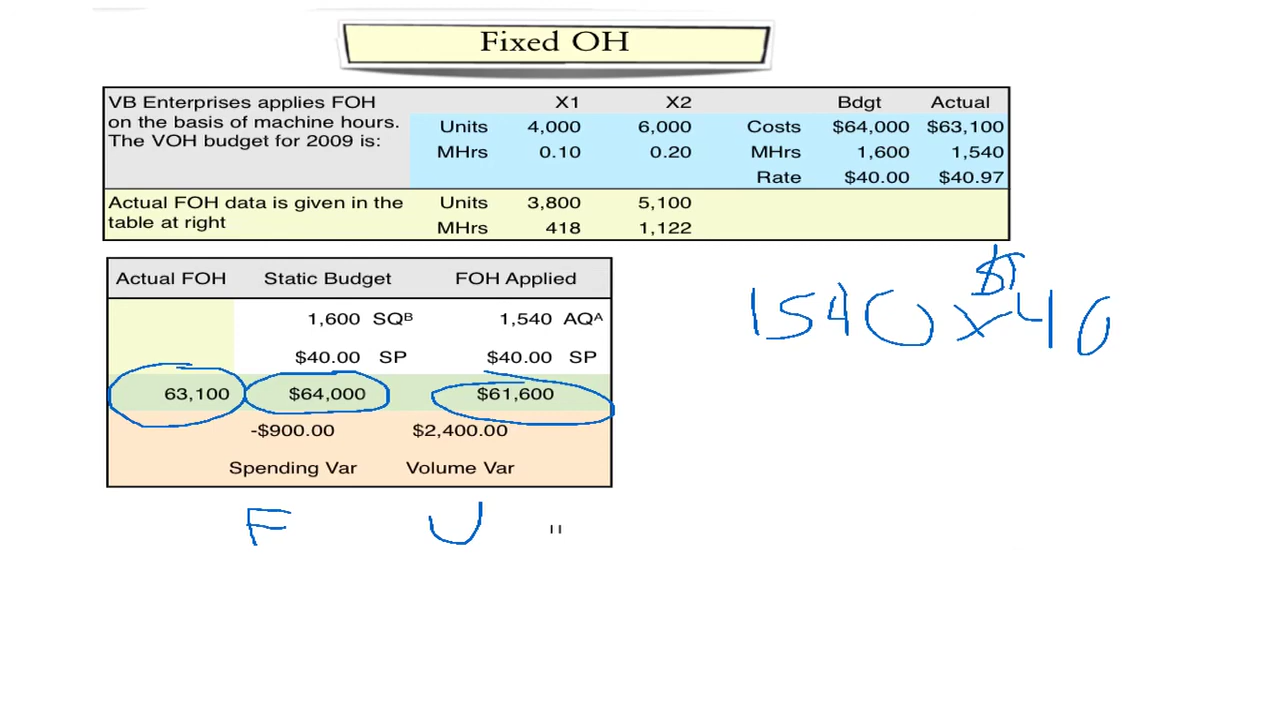 Fixed OH
VB Enterprises applies FOH on the basis of machine hours. The VOH budget for 2009 is:
X1 X2 Bdgt Actual
Units 4,000 6,000 Costs $64,000 $63,100
MHrs 0.10 0.20 MHrs 1,600 1,540
Rate $40.00 $40.97
Actual FOH data is given in the table at right
Units 3,800 5,100
MHrs 418 1,122
Actual FOH Static Budget FOH Applied
1,600 SQB 1,540 AQA
$40.00 SP $40.00 SP
63,100 $64,000 $61,600
-$900.00 $2,400.00
Spending Var Volume Var
F U
1540 x 40